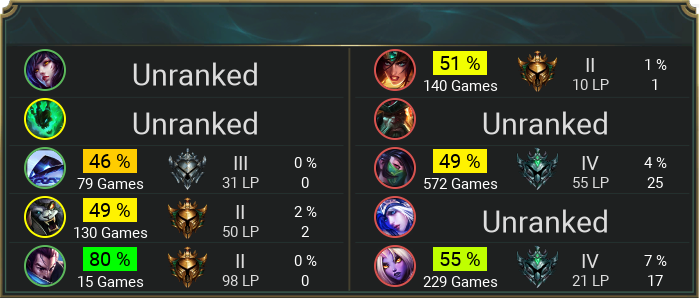 Unranked
Unranked
46 % III 0 %
79 Games 31 LP 0
49 % II 2 %
130 Games 50 LP 2
80 % II 0 %
15 Games 98 LP 0
51 % II 1 %
140 Games 10 LP 1
Unranked
49 % IV 4 %
572 Games 55 LP 25
Unranked
55 % IV 7 %
229 Games 21 LP 17